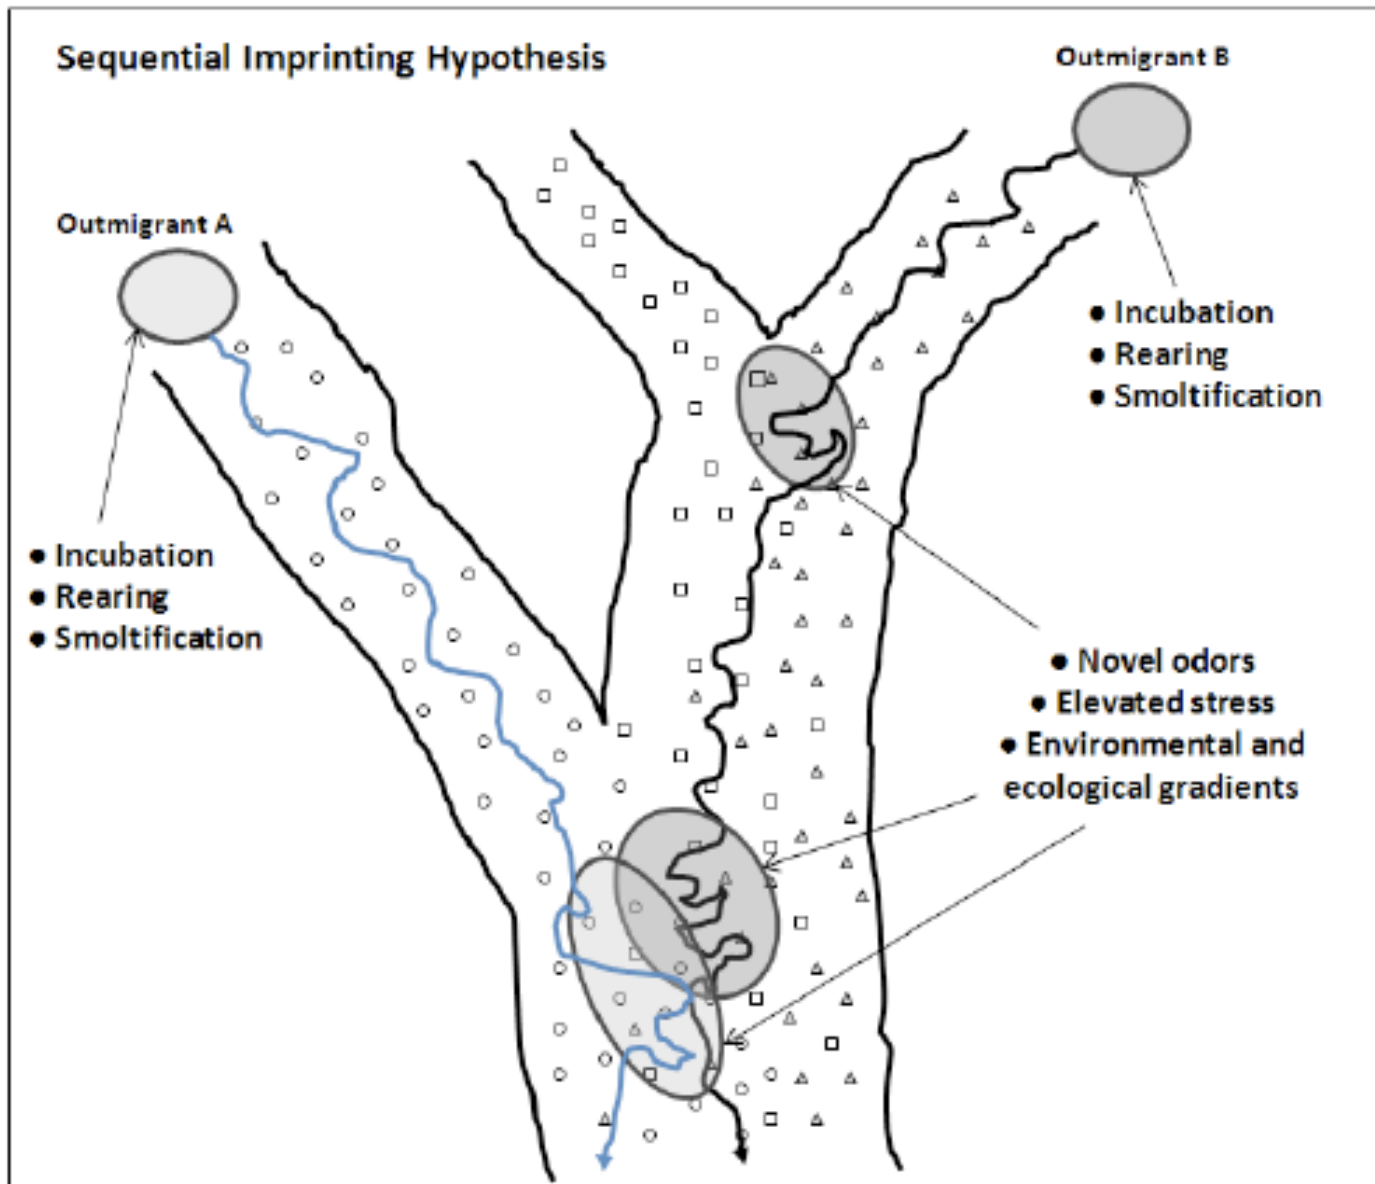 Sequential Imprinting Hypothesis
Outmigrant B
Outmigrant A
● Incubation
● Rearing
● Smoltification
● Incubation
● Rearing
● Smoltification
● Novel odors
● Elevated stress
● Environmental and
ecological gradients